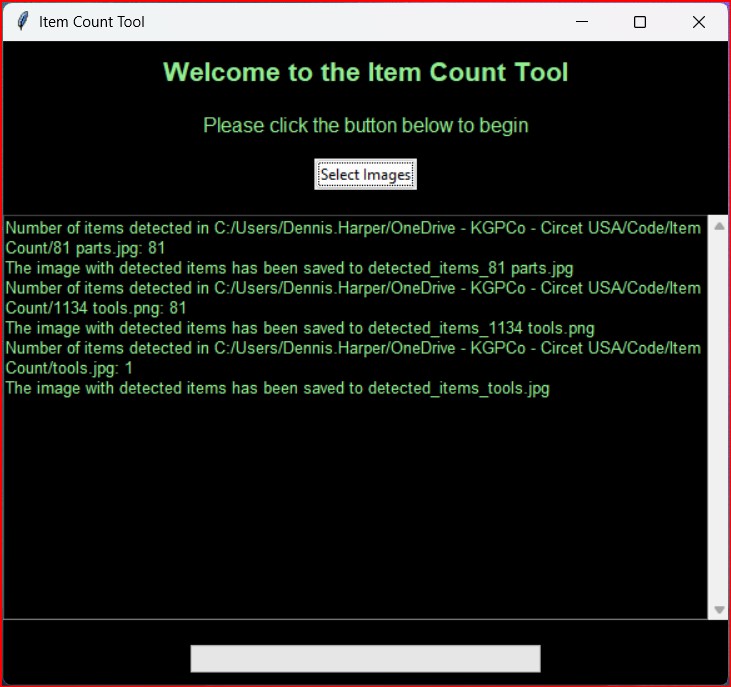 Item Count Tool
Welcome to the Item Count Tool
Please click the button below to begin
Select Images
Number of items detected in C:/Users/Dennis.Harper/OneDrive - KGPCo - Circet USA/Code/Item
Count/81 parts.jpg: 81
The image with detected items has been saved to detected_items_81 parts.jpg
Number of items detected in C:/Users/Dennis.Harper/OneDrive - KGPCo - Circet USA/Code/Item
Count/1134 tools.png: 81
The image with detected items has been saved to detected_items_1134 tools.png
Number of items detected in C:/Users/Dennis.Harper/OneDrive - KGPCo - Circet USA/Code/Item
Count/tools.jpg: 1
The image with detected items has been saved to detected_items_tools.jpg